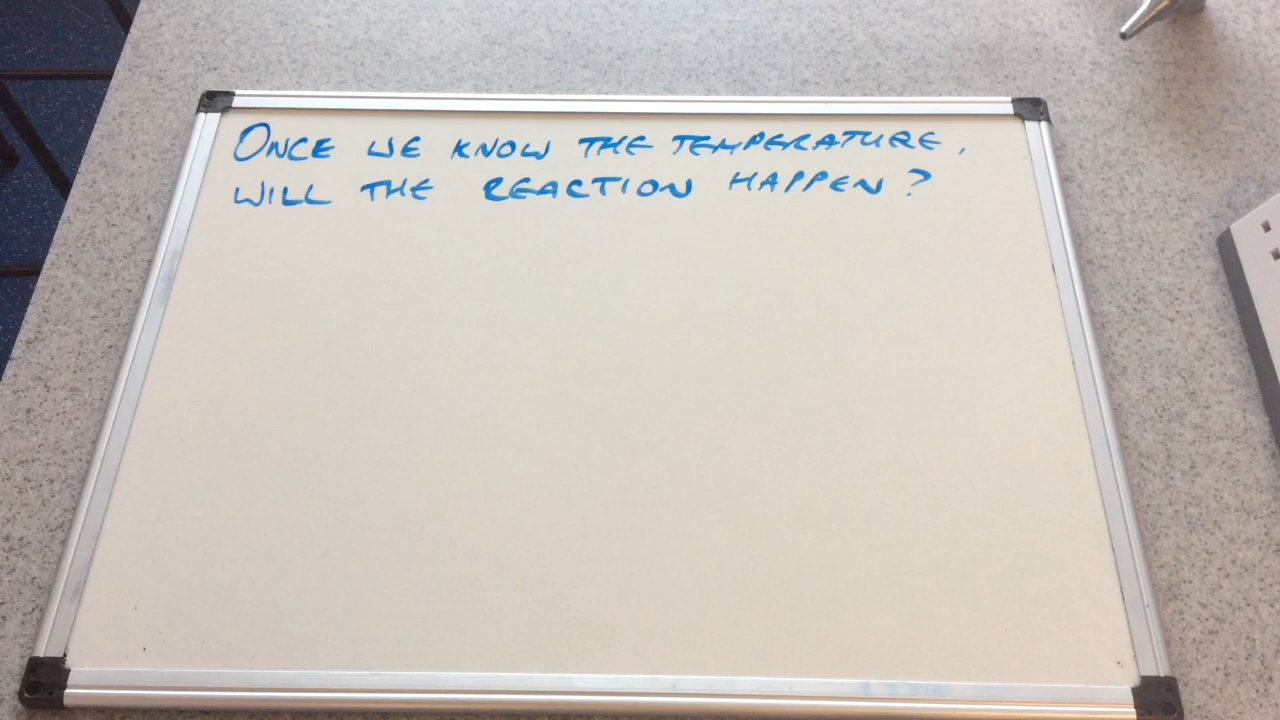 ONCE WE KNOW THE TEMPERATURE,
WILL THE REACTION HAPPEN?